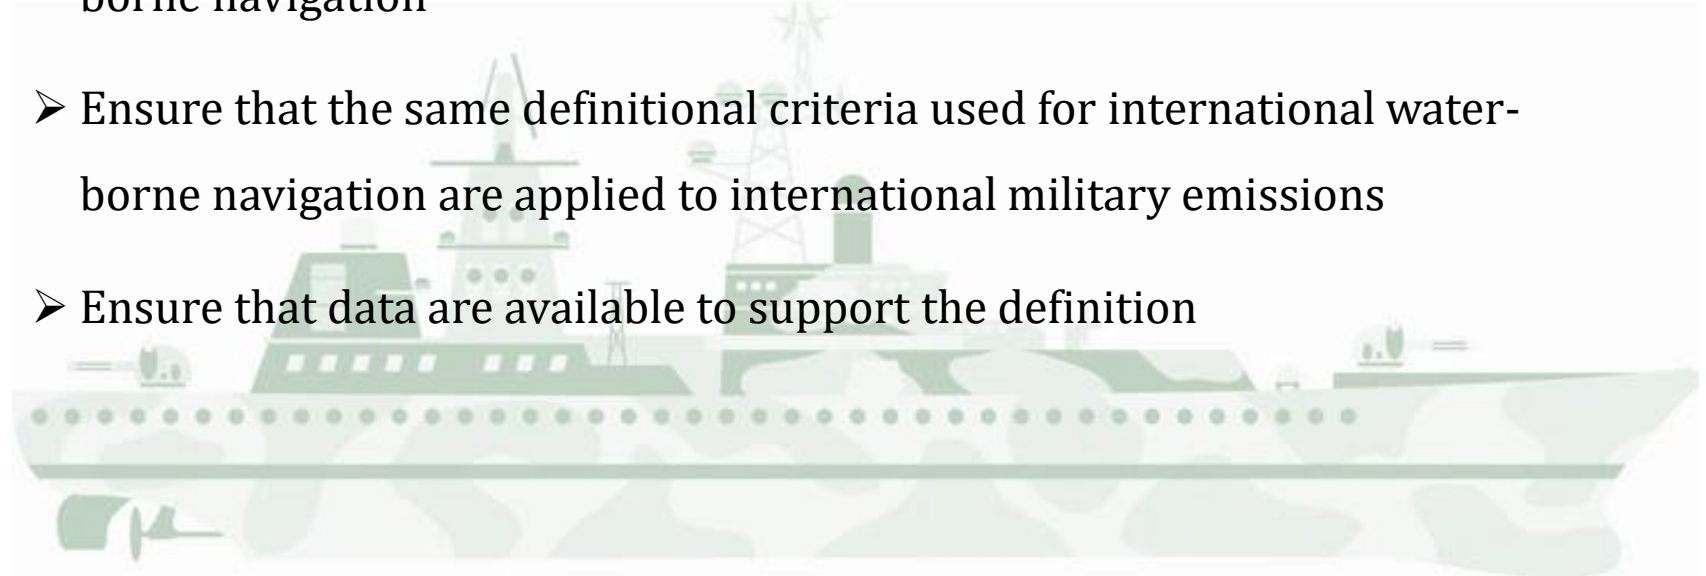 borne navigation
➢ Ensure that the same definitional criteria used for international water-
borne navigation are applied to international military emissions
➢ Ensure that data are available to support the definition